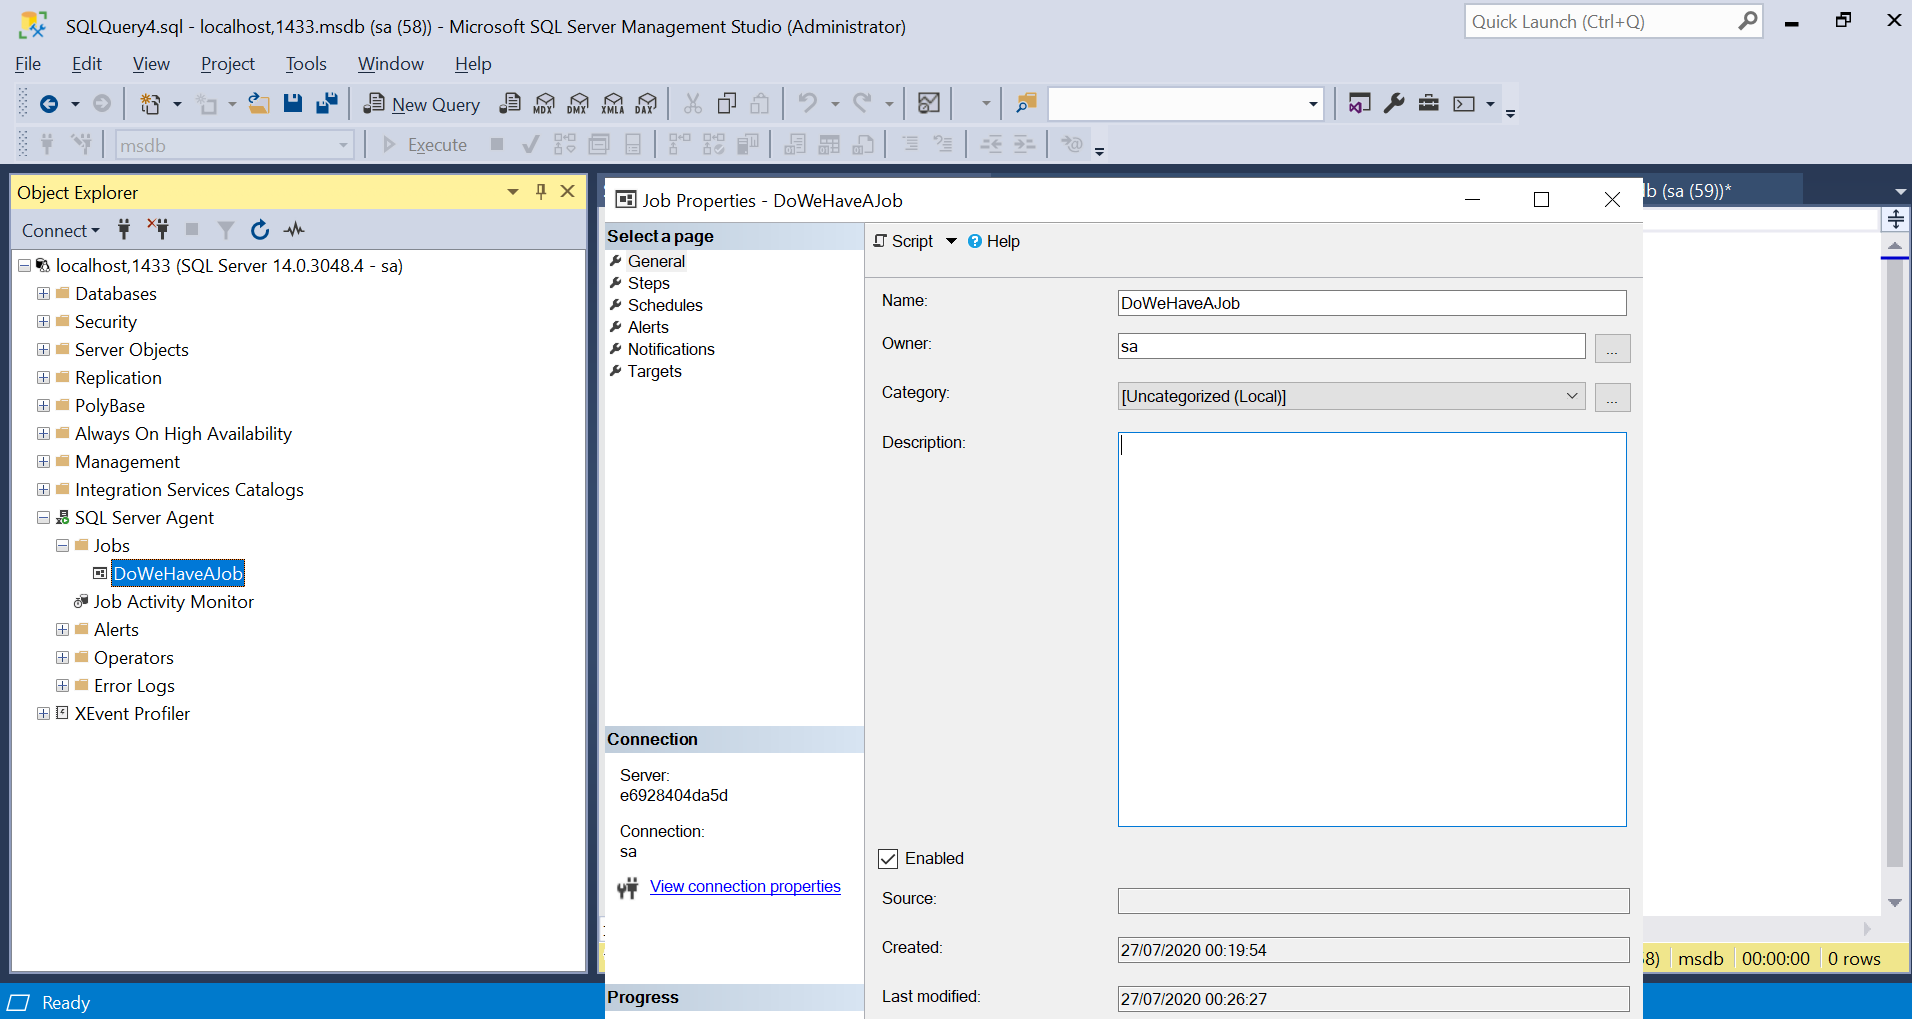 SQLQuery4.sql - localhost,1433.msdb (sa (58)) - Microsoft SQL Server Management Studio (Administrator)
Quick Launch (Ctrl+Q)
File Edit View Project Tools Window Help
New Query MDX DMX XMLA DAX
msdb Execute
Object Explorer
Connect
localhost,1433 (SQL Server 14.0.3048.4 - sa)
Databases
Security
Server Objects
Replication
PolyBase
Always On High Availability
Management
Integration Services Catalogs
SQL Server Agent
Jobs
DoWeHaveAJob
Job Activity Monitor
Alerts
Operators
Error Logs
XEvent Profiler
Job Properties - DoWeHaveAJob
(sa (59))*
Select a page
General
Steps
Schedules
Alerts
Notifications
Targets
Connection
Server:
e6928404da5d
Connection:
sa
View connection properties
Progress
Script Help
Name: DoWeHaveAJob
Owner: sa ...
Category: [Uncategorized (Local)] ...
Description:
Enabled
Source:
Created: 27/07/2020 00:19:54
Last modified: 27/07/2020 00:26:27
msdb 00:00:00 0 rows
Ready